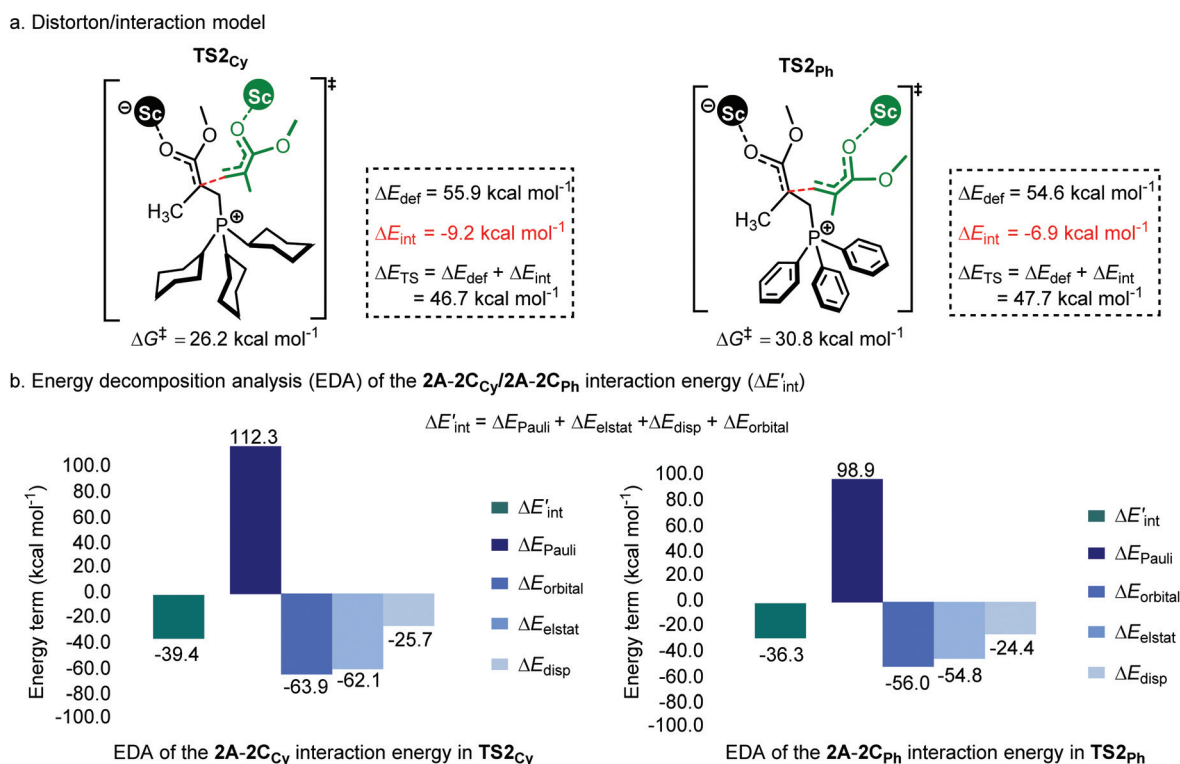 a. Distorton/interaction model
TS2Cy
‡
⊖ Sc
Sc
O
O
O
O
H3C
P
⊕
ΔG‡ = 26.2 kcal mol-1
ΔEdef = 55.9 kcal mol-1
ΔEint = -9.2 kcal mol-1
ΔETS = ΔEdef + ΔEint
= 46.7 kcal mol-1
TS2Ph
‡
⊖ Sc
Sc
O
O
O
O
H3C
P
⊕
ΔG‡ = 30.8 kcal mol-1
ΔEdef = 54.6 kcal mol-1
ΔEint = -6.9 kcal mol-1
ΔETS = ΔEdef + ΔEint
= 47.7 kcal mol-1
b. Energy decomposition analysis (EDA) of the 2A-2CCy/2A-2CPh interaction energy (ΔE'int)
ΔE'int = ΔEPauli + ΔEelstat +ΔEdisp + ΔEorbital
Energy term (kcal mol-1)
100.0
80.0
60.0
40.0
20.0
0.0
-20.0
-40.0
-60.0
-80.0
-100.0
112.3
-39.4
-63.9
-62.1
-25.7
ΔE'int
ΔEPauli
ΔEorbital
ΔEelstat
ΔEdisp
EDA of the 2A-2CCy interaction energy in TS2Cy
Energy term (kcal mol-1)
100.0
80.0
60.0
40.0
20.0
0.0
-20.0
-40.0
-60.0
-80.0
-100.0
98.9
-36.3
-56.0
-54.8
-24.4
ΔE'int
ΔEPauli
ΔEorbital
ΔEelstat
ΔEdisp
EDA of the 2A-2CPh interaction energy in TS2Ph